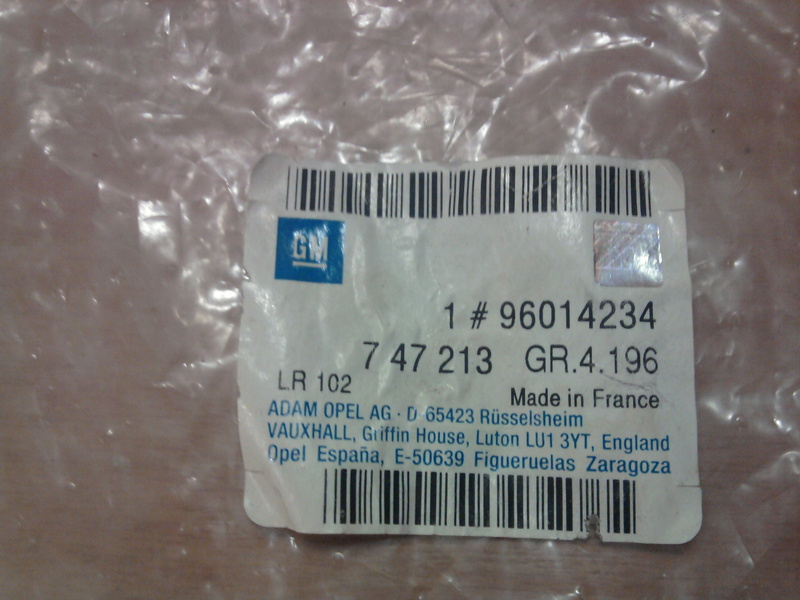 GM
1 # 96014234
7 47 213 GR.4.196
LR 102
Made in France
ADAM OPEL AG · D-65423 Rüsselsheim
VAUXHALL, Griffin House, Luton LU1 3YT, England
Opel España, E-50639 Figueruelas Zaragoza